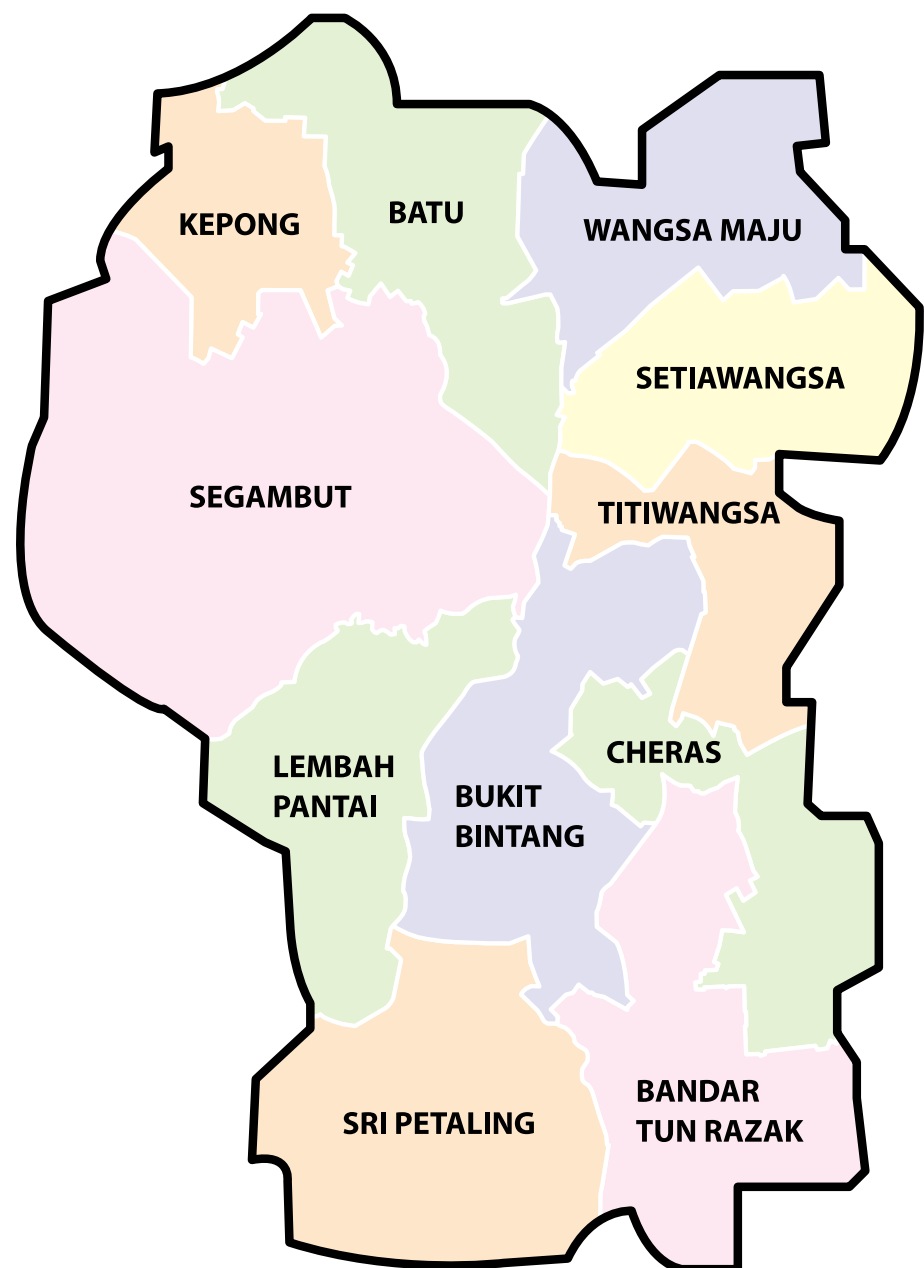 KEPONG
BATU
WANGSA MAJU
SETIAWANGSA
SEGAMBUT
TITIWANGSA
LEMBAH
PANTAI
BUKIT
BINTANG
CHERAS
SRI PETALING
BANDAR
TUN RAZAK